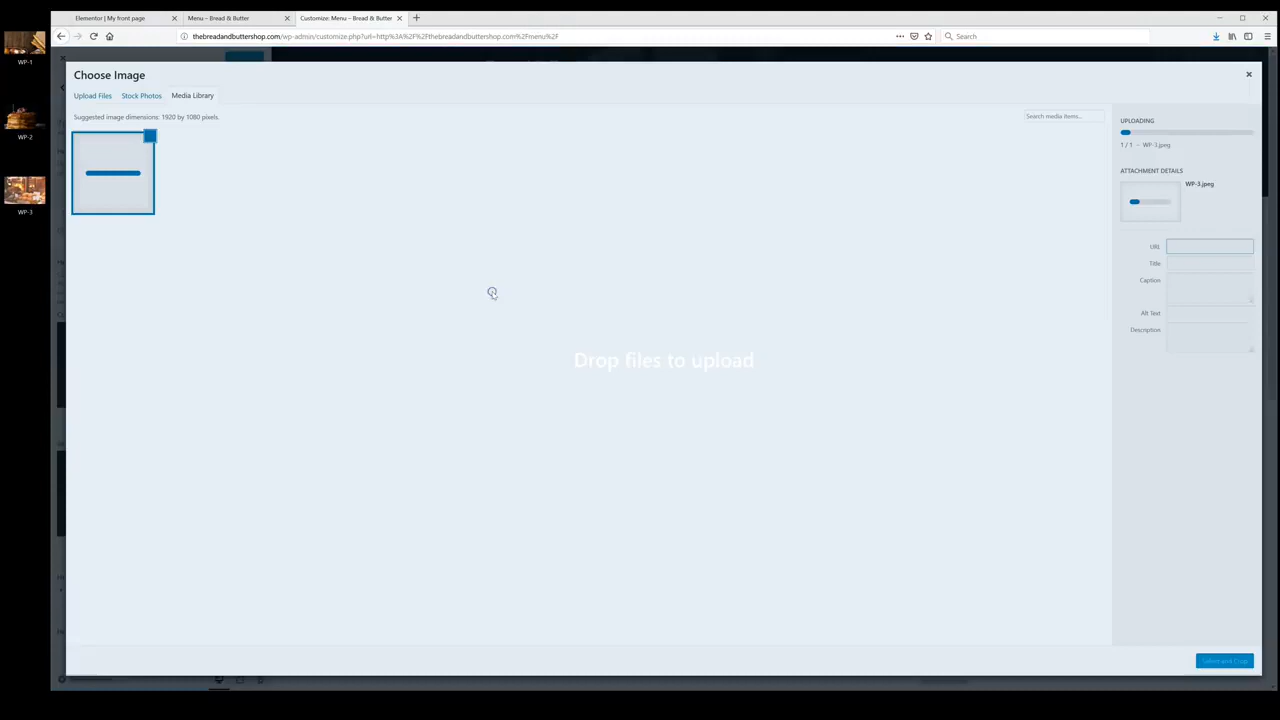 Elementor | My front page
Menu – Bread & Butter
Customize: Menu – Bread & Butter
thebreadandbuttershop.com/wp-admin/customize.php?url=http%3A%2F%2Fthebreadandbuttershop.com%2Fmenu%2F
Search
WP-1
WP-2
WP-3
Choose Image
Upload Files
Stock Photos
Media Library
Suggested image dimensions: 1920 by 1080 pixels.
Search media items...
UPLOADING
1 / 1 – WP-3.jpeg
ATTACHMENT DETAILS
WP-3.jpeg
URL
Title
Caption
Alt Text
Description
Drop files to upload
Select and Crop